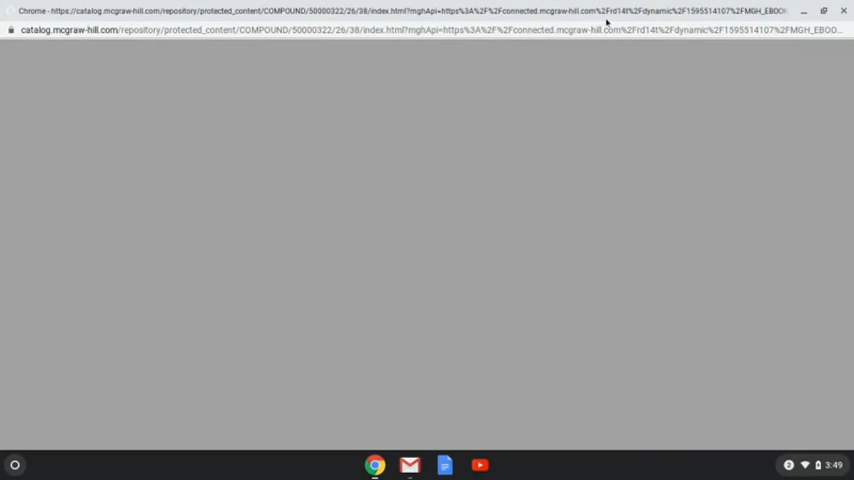 Chrome - https://catalog.mcgraw-hill.com/repository/protected_content/COMPOUND/50000322/26/38/index.html?mghApi=https%3A%2F%2Fconnected.mcgraw-hill.com%2Frd14t%2Fdynamic%2F1595514107%2FMGH_EBOOK
catalog.mcgraw-hill.com/repository/protected_content/COMPOUND/50000322/26/38/index.html?mghApi=https%3A%2F%2Fconnected.mcgraw-hill.com%2Frd14t%2Fdynamic%2F1595514107%2FMGH_EBOO...
2 3:49